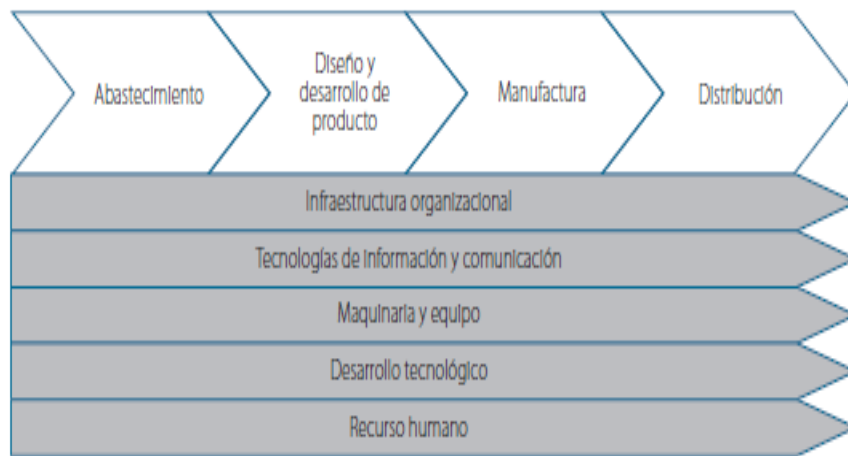 Abastecimiento
Diseño y
desarrollo de
producto
Manufactura
Distribución
Infraestructura organizacional
Tecnologías de información y comunicación
Maquinaria y equipo
Desarrollo tecnológico
Recurso humano